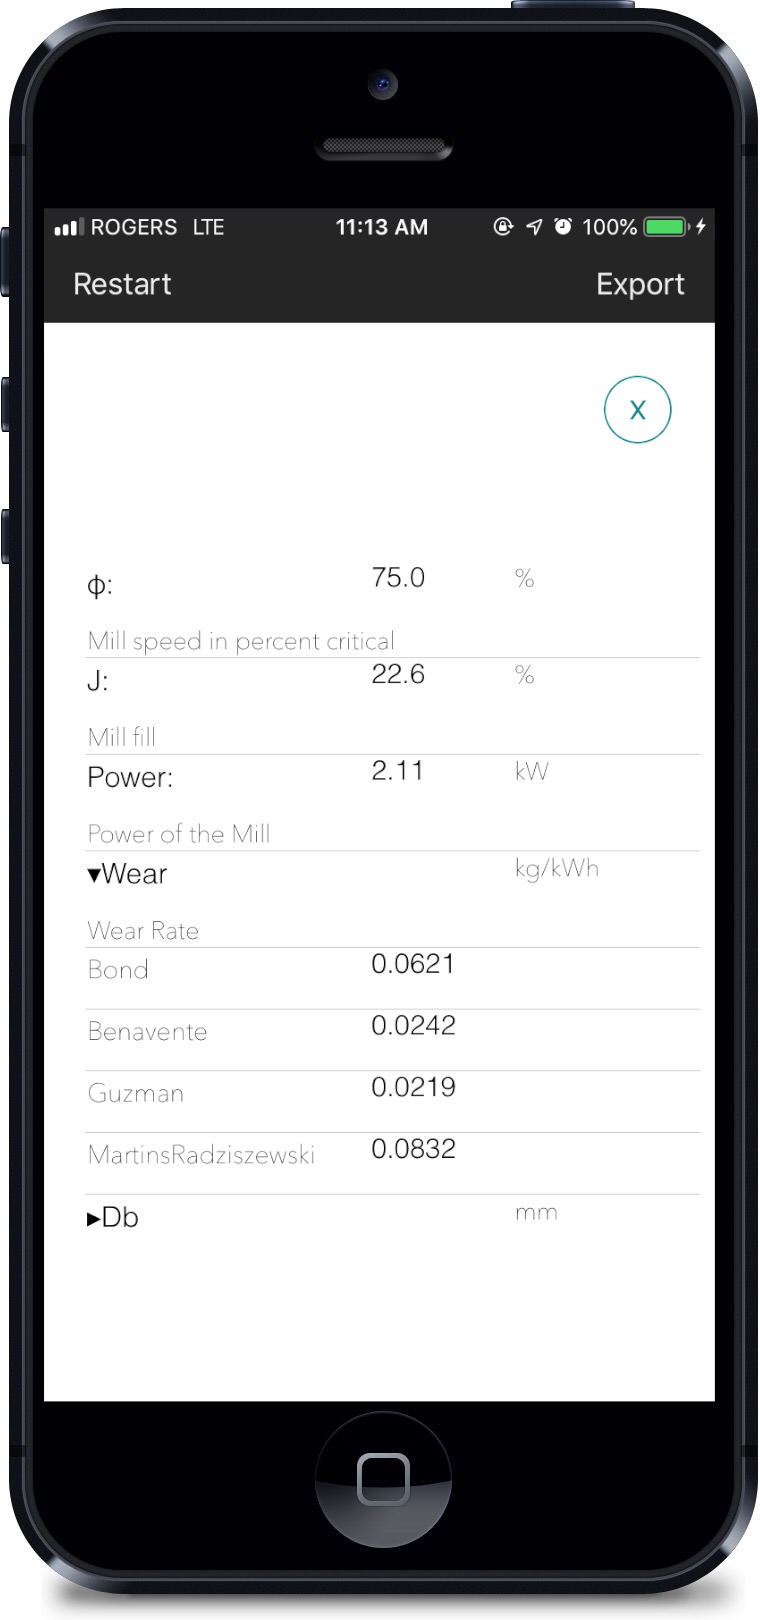 ROGERS LTE 11:13 AM 100%
Restart Export
X
ф: 75.0 %
Mill speed in percent critical
J: 22.6 %
Mill fill
Power: 2.11 kW
Power of the Mill
▾Wear kg/kWh
Wear Rate
Bond 0.0621
Benavente 0.0242
Guzman 0.0219
MartinsRadziszewski 0.0832
▸Db mm